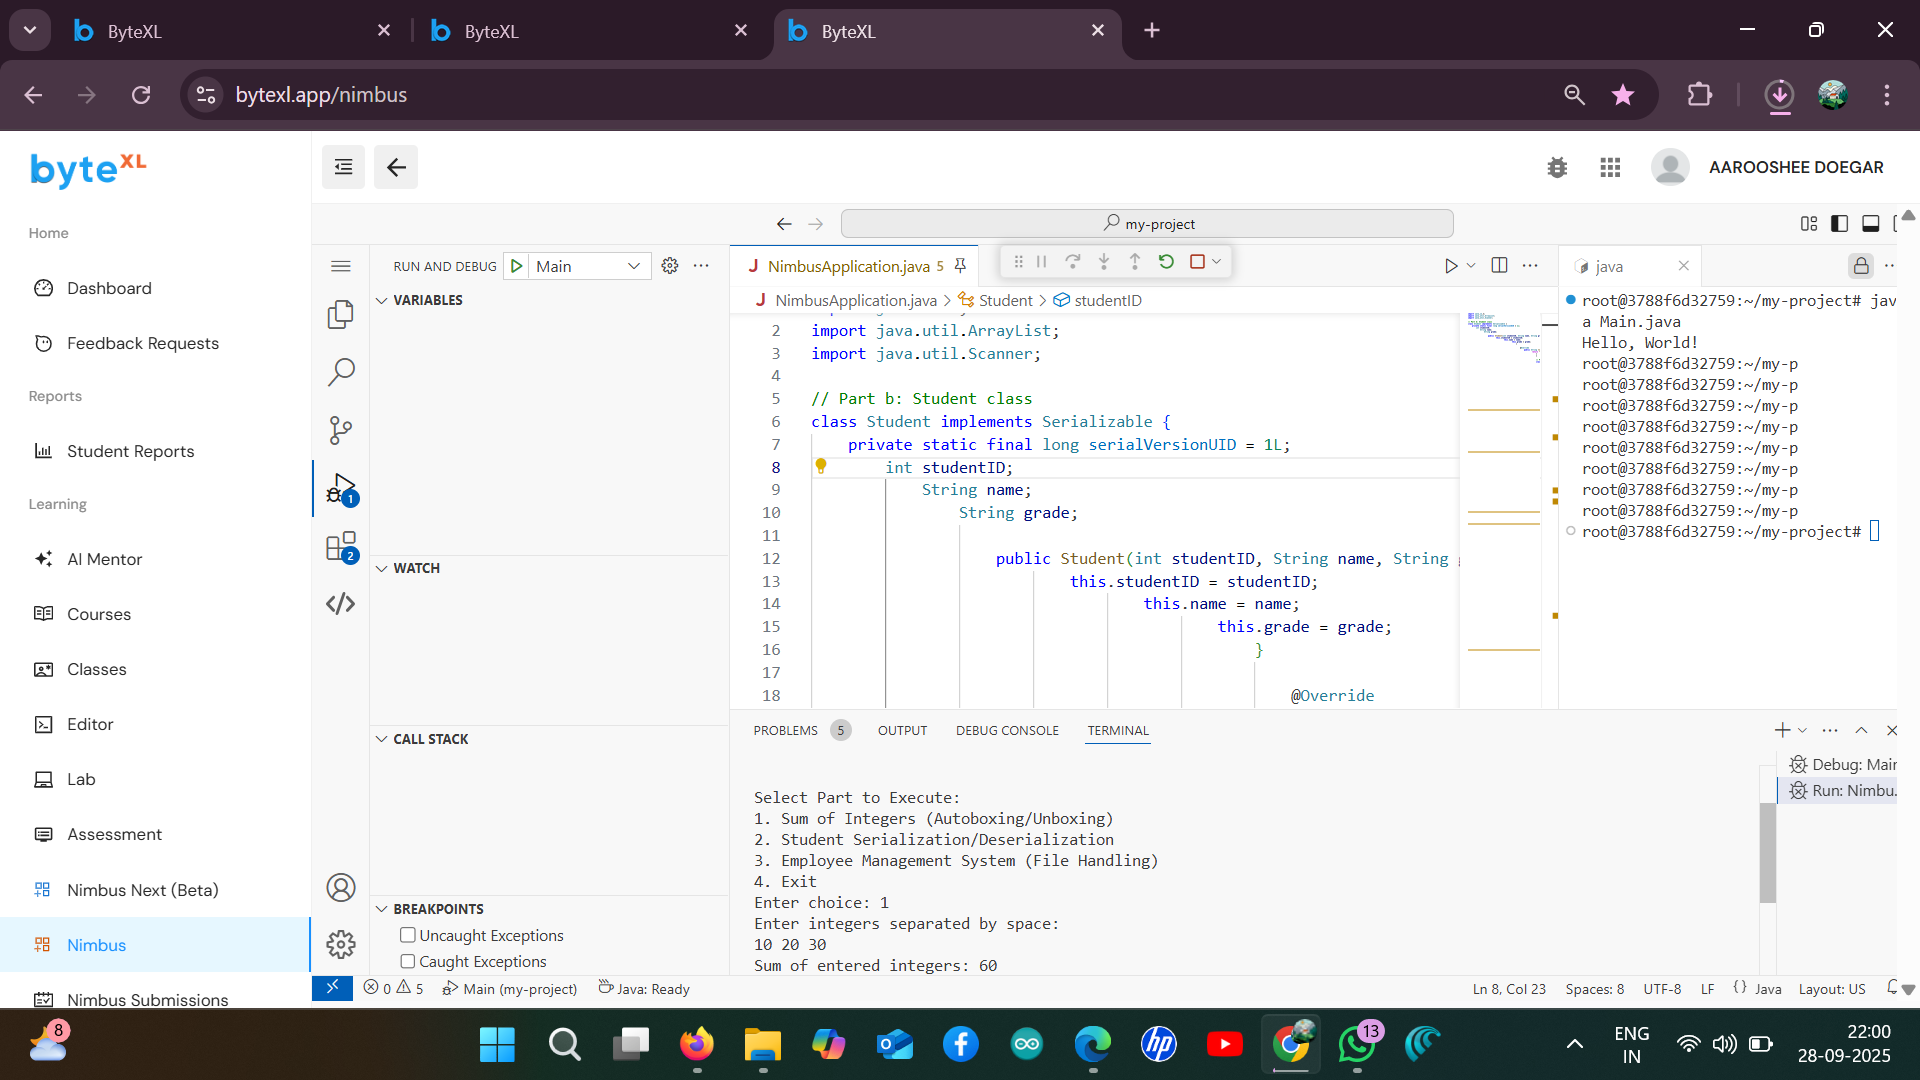 ByteXL
ByteXL
ByteXL
bytexl.app/nimbus
byteXL
AAROOSHEE DOEGAR
Home
Dashboard
Feedback Requests
Reports
Student Reports
Learning
AI Mentor
Courses
Classes
Editor
Lab
Assessment
Nimbus Next (Beta)
Nimbus
Nimbus Submissions
my-project
RUN AND DEBUG
Main
VARIABLES
WATCH
CALL STACK
BREAKPOINTS
Uncaught Exceptions
Caught Exceptions
1
2
J NimbusApplication.java 5
J NimbusApplication.java > Student > studentID
2 import java.util.ArrayList;
3 import java.util.Scanner;
4
5 // Part b: Student class
6 class Student implements Serializable {
7 private static final long serialVersionUID = 1L;
8 int studentID;
9 String name;
10 String grade;
11
12 public Student(int studentID, String name, String
13 this.studentID = studentID;
14 this.name = name;
15 this.grade = grade;
16 }
17
18 @Override
java
root@3788f6d32759:~/my-project# jav
a Main.java
Hello, World!
root@3788f6d32759:~/my-p
root@3788f6d32759:~/my-p
root@3788f6d32759:~/my-p
root@3788f6d32759:~/my-p
root@3788f6d32759:~/my-p
root@3788f6d32759:~/my-p
root@3788f6d32759:~/my-p
root@3788f6d32759:~/my-p
root@3788f6d32759:~/my-project#
PROBLEMS 5 OUTPUT DEBUG CONSOLE TERMINAL
Select Part to Execute:
1. Sum of Integers (Autoboxing/Unboxing)
2. Student Serialization/Deserialization
3. Employee Management System (File Handling)
4. Exit
Enter choice: 1
Enter integers separated by space:
10 20 30
Sum of entered integers: 60
Debug: Main
Run: Nimbu...
0 5 Main (my-project) Java: Ready
Ln 8, Col 23 Spaces: 8 UTF-8 LF {} Java Layout: US
8
hp
13
ENG
IN
22:00
28-09-2025